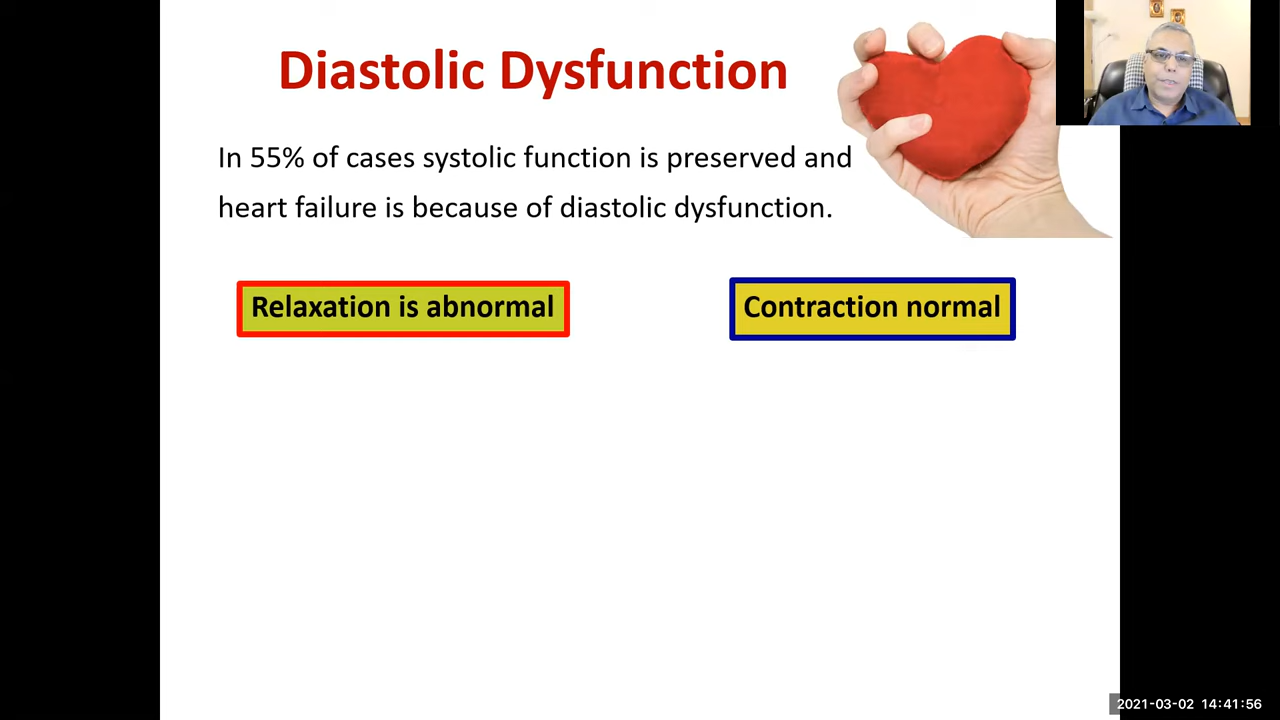 Diastolic Dysfunction
In 55% of cases systolic function is preserved and
heart failure is because of diastolic dysfunction.
Relaxation is abnormal
Contraction normal
2021-03-02 14:41:56